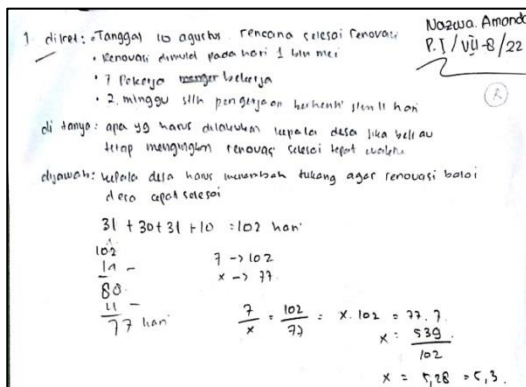 Nazwa. Amanda
P.I / VII-8 / 22
1. diket: • Tanggal 10 agustus rencana selesai renovasi
• Renovasi dimulai pada hari 1 bln mei
• 7 Pekerja bekerja
• 2 minggu stlh pengerjaan berhenti slm 11 hari
di tanya: apa yg harus dilakukan kepala desa jika beliau
tetap menginginkan renovasi selesai tepat waktu
dijawab: kepala desa harus menambah tukang agar renovasi balai
desa cepat selesai
31 + 30 + 31 + 10 = 102 hari
102
14 -
88
11 -
77 hari
7 -> 102
x -> 77
7/x = 102/77 = x. 102 = 77. 7
x = 539/102
x = 5,28 = 5,3.